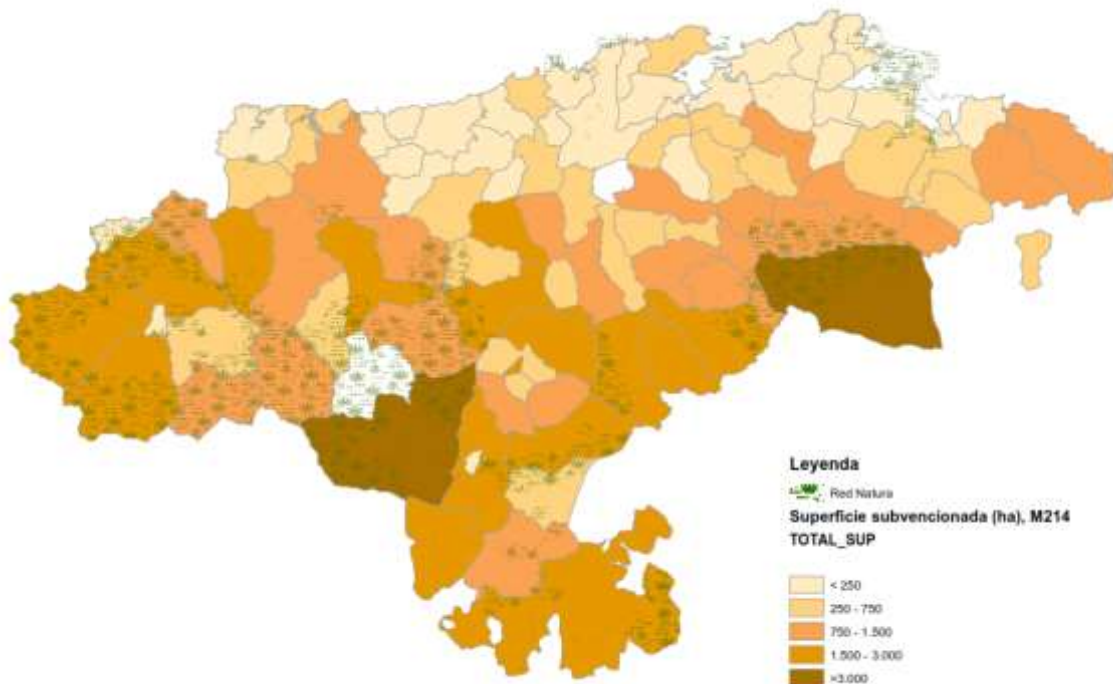 Leyenda
Red Natura
Superficie subvencionada (ha), M214
TOTAL_SUP
< 250
250 - 750
750 - 1.500
1.500 - 3.000
>3.000